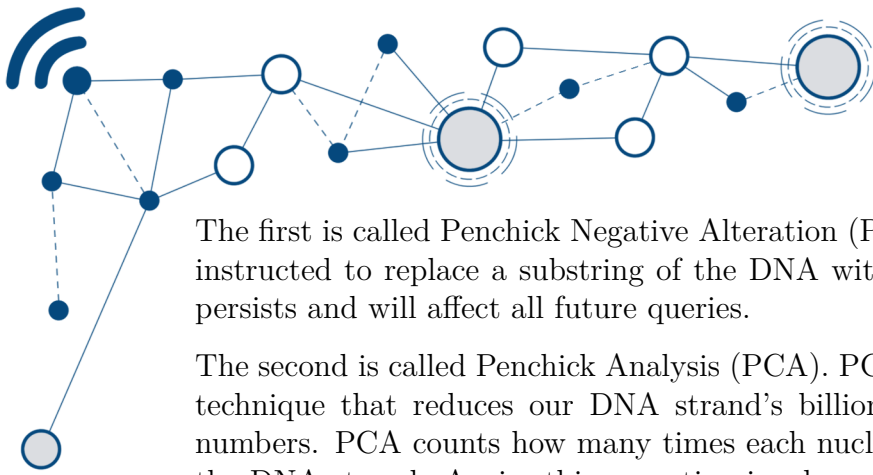 The first is called Penchick Negative Alteration (P
instructed to replace a substring of the DNA wit
persists and will affect all future queries.
The second is called Penchick Analysis (PCA). PC
technique that reduces our DNA strand's billion
numbers. PCA counts how many times each nucl